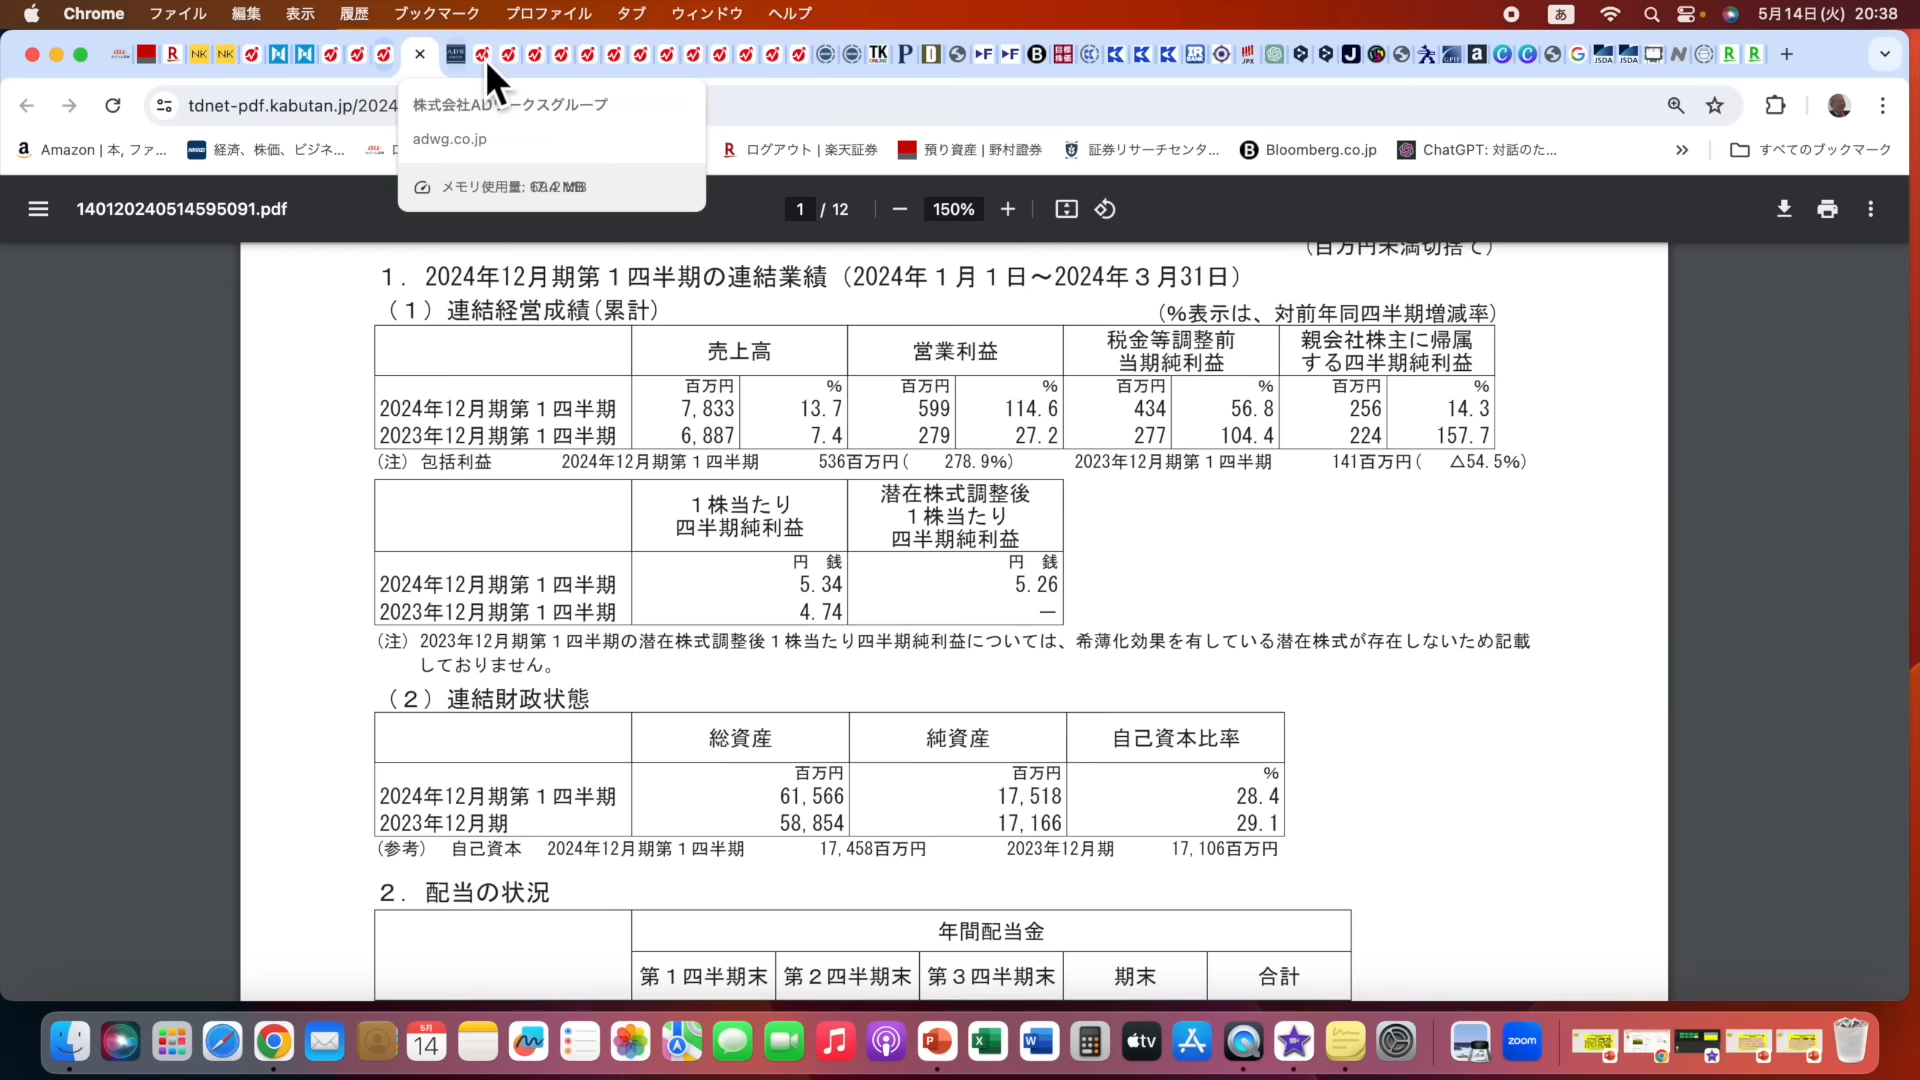 Chrome ファイル 編集 表示 履歴 ブックマーク プロファイル タブ ウィンドウ ヘルプ あ 5月14日(火) 20:38
tdnet-pdf.kabutan.jp/2024
adwg.co.jp
メモリ使用量:
Amazon | 本, ファ... 経済、株価、ビジネ... ログアウト | 楽天証券 預り資産 | 野村證券 証券リサーチセンタ... Bloomberg.co.jp ChatGPT: 対話のた... すべてのブックマーク
140120240514595091.pdf 1 / 12 150%
(百万円未満切捨て)
1. 2024年12月期第1四半期の連結業績(2024年1月1日~2024年3月31日)
(1)連結経営成績(累計) (%表示は、対前年同四半期増減率)
売上高 営業利益 税金等調整前当期純利益 親会社株主に帰属する四半期純利益
百万円 % 百万円 % 百万円 % 百万円 %
2024年12月期第1四半期 7,833 13.7 599 114.6 434 56.8 256 14.3
2023年12月期第1四半期 6,887 7.4 279 27.2 277 104.4 224 157.7
(注) 包括利益 2024年12月期第1四半期 536百万円( 278.9%) 2023年12月期第1四半期 141百万円( △54.5%)
1株当たり四半期純利益 潜在株式調整後1株当たり四半期純利益
円 銭 円 銭
2024年12月期第1四半期 5.34 5.26
2023年12月期第1四半期 4.74 —
(注) 2023年12月期第1四半期の潜在株式調整後1株当たり四半期純利益については、希薄化効果を有している潜在株式が存在しないため記載
しておりません。
(2)連結財政状態
総資産 純資産 自己資本比率
百万円 百万円 %
2024年12月期第1四半期 61,566 17,518 28.4
2023年12月期 58,854 17,166 29.1
(参考) 自己資本 2024年12月期第1四半期 17,458百万円 2023年12月期 17,106百万円
2. 配当の状況
年間配当金
第1四半期末 第2四半期末 第3四半期末 期末 合計
5月
14
tv
zoom